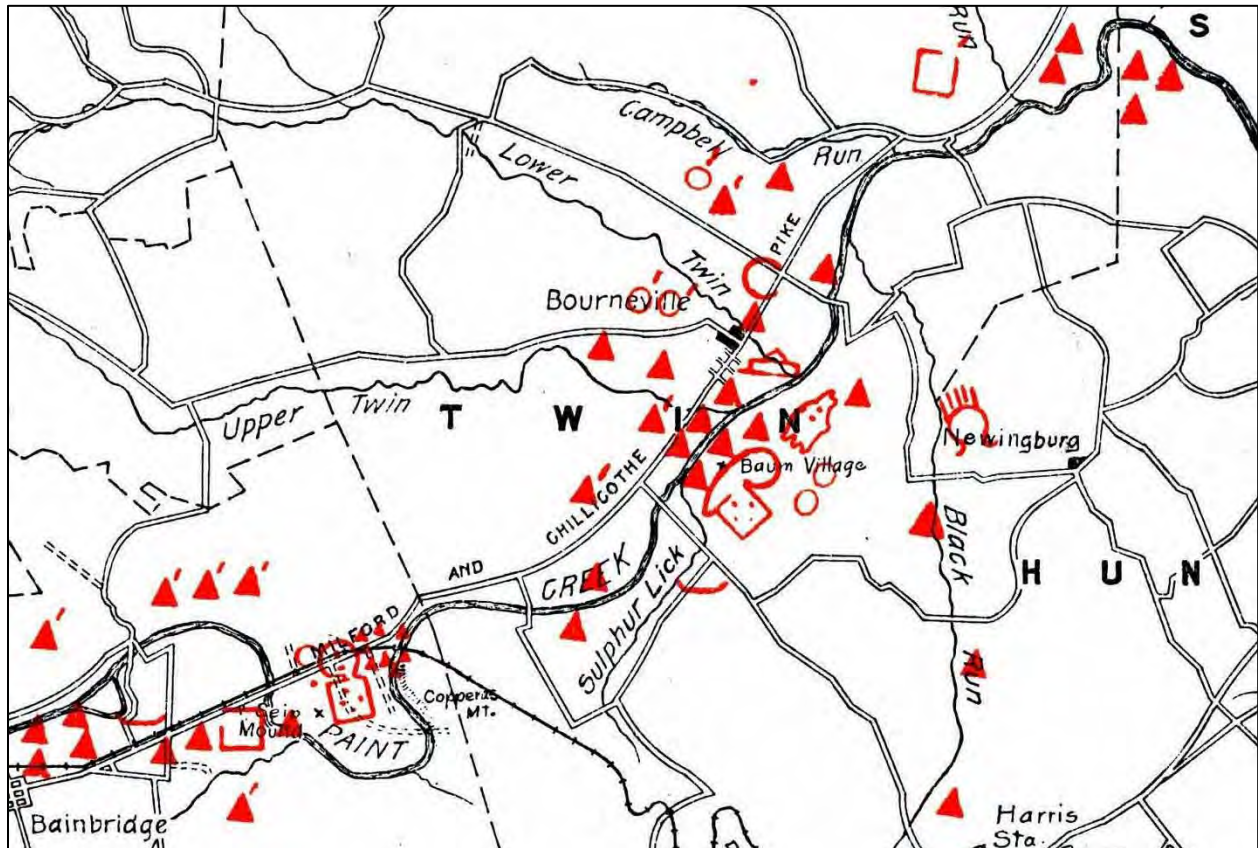 S
Run
Campbell
Run
Lower
Twin
PIKE
Bourneville
Upper Twin
T W I N
Newingburg
Baum Village
CHILLICOTHE
AND
MILFORD
CREEK
Sulphur Lick
Black
Run
H U N
Copperas
Mt.
Seip
Mound
PAINT
Bainbridge
Harris
Sta.